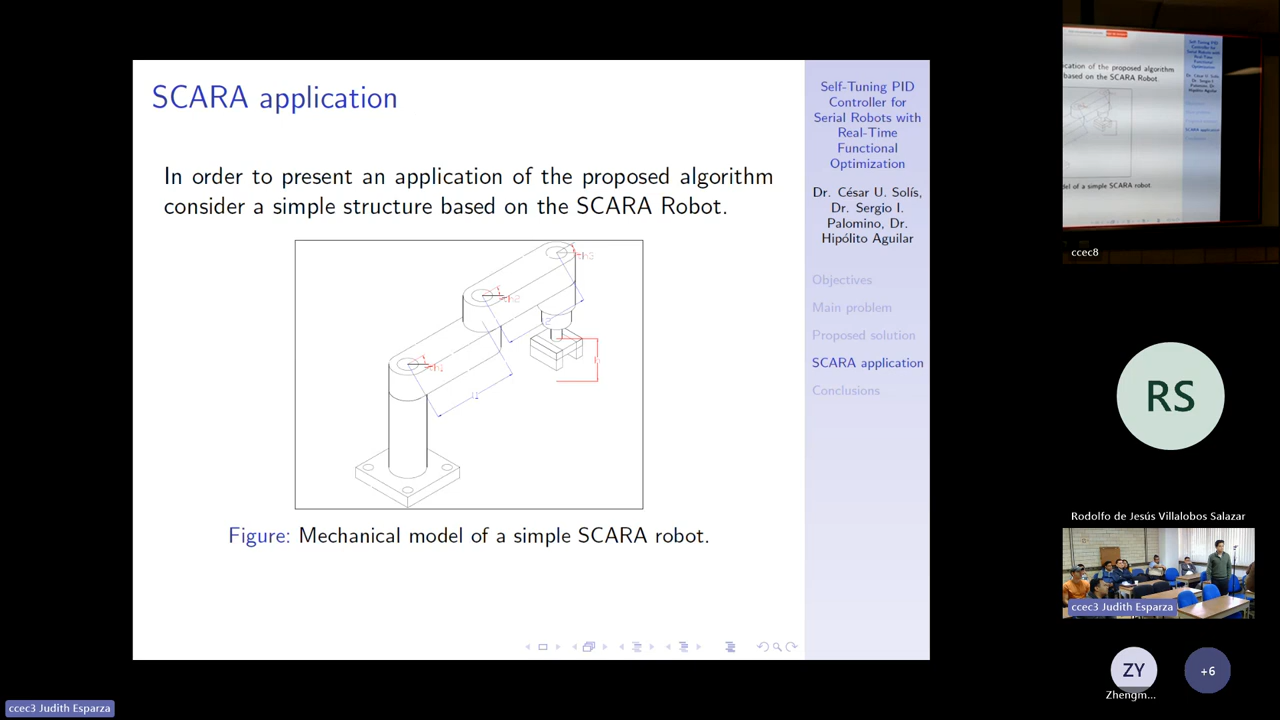 SCARA application
In order to present an application of the proposed algorithm
consider a simple structure based on the SCARA Robot.
Figure: Mechanical model of a simple SCARA robot.
Self-Tuning PID
Controller for
Serial Robots with
Real-Time
Functional
Optimization
Dr. César U. Solís,
Dr. Sergio I.
Palomino, Dr.
Hipólito Aguilar
Objectives
Main problem
Proposed solution
SCARA application
Conclusions
ccec8
RS
Rodolfo de Jesús Villalobos Salazar
ccec3 Judith Esparza
ZY
Zhengm...
+6
ccec3 Judith Esparza